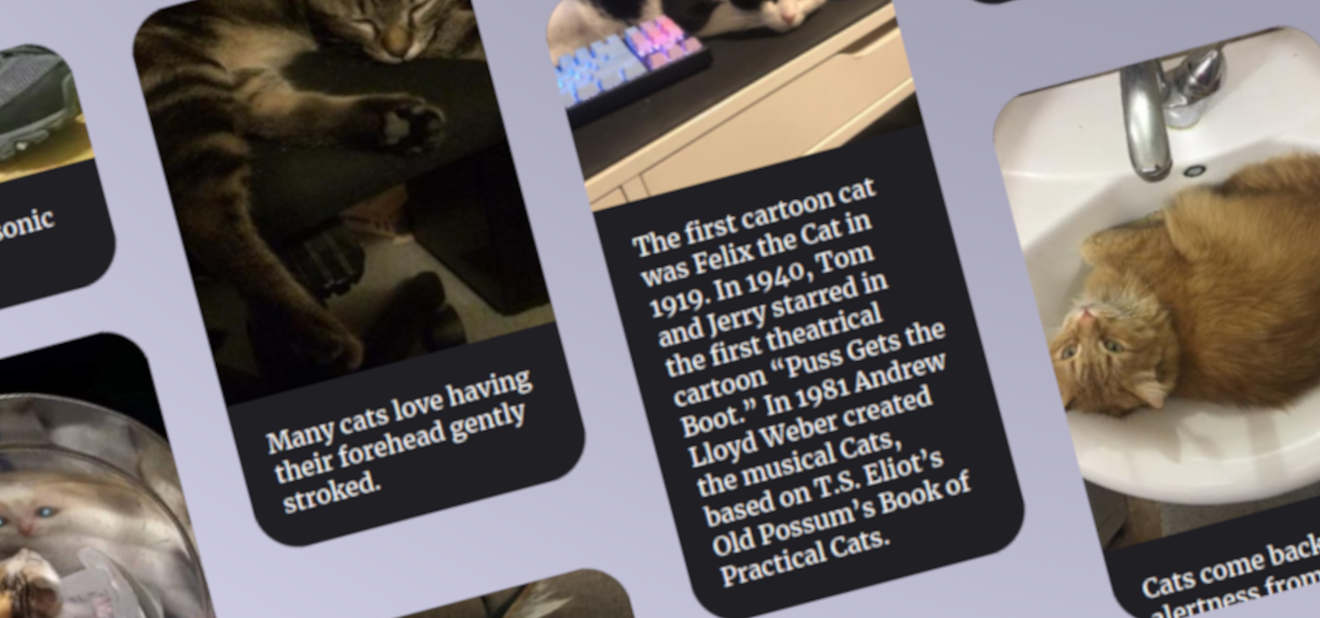 sonic
Many cats love having
their forehead gently
stroked.
The first cartoon cat
was Felix the Cat in
1919. In 1940, Tom
and Jerry starred in
the first theatrical
cartoon “Puss Gets the
Boot.” In 1981 Andrew
Lloyd Weber created
the musical Cats,
based on T.S. Eliot’s
Old Possum’s Book of
Practical Cats.
Cats come back
alertness from